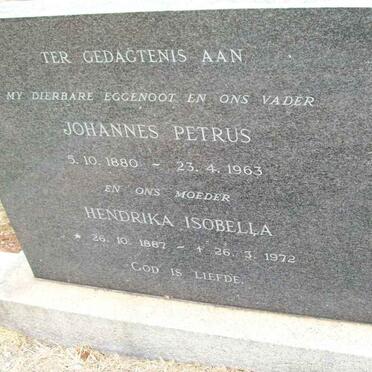 TER GEDAGTENIS AAN
MY DIERBARE EGGENOOT EN ONS VADER
JOHANNES PETRUS
5. 10. 1880 – 23. 4. 1963
EN ONS MOEDER
HENDRIKA ISOBELLA
* 26. 10. 1887 – + 26. 3. 1972
GOD IS LIEFDE.